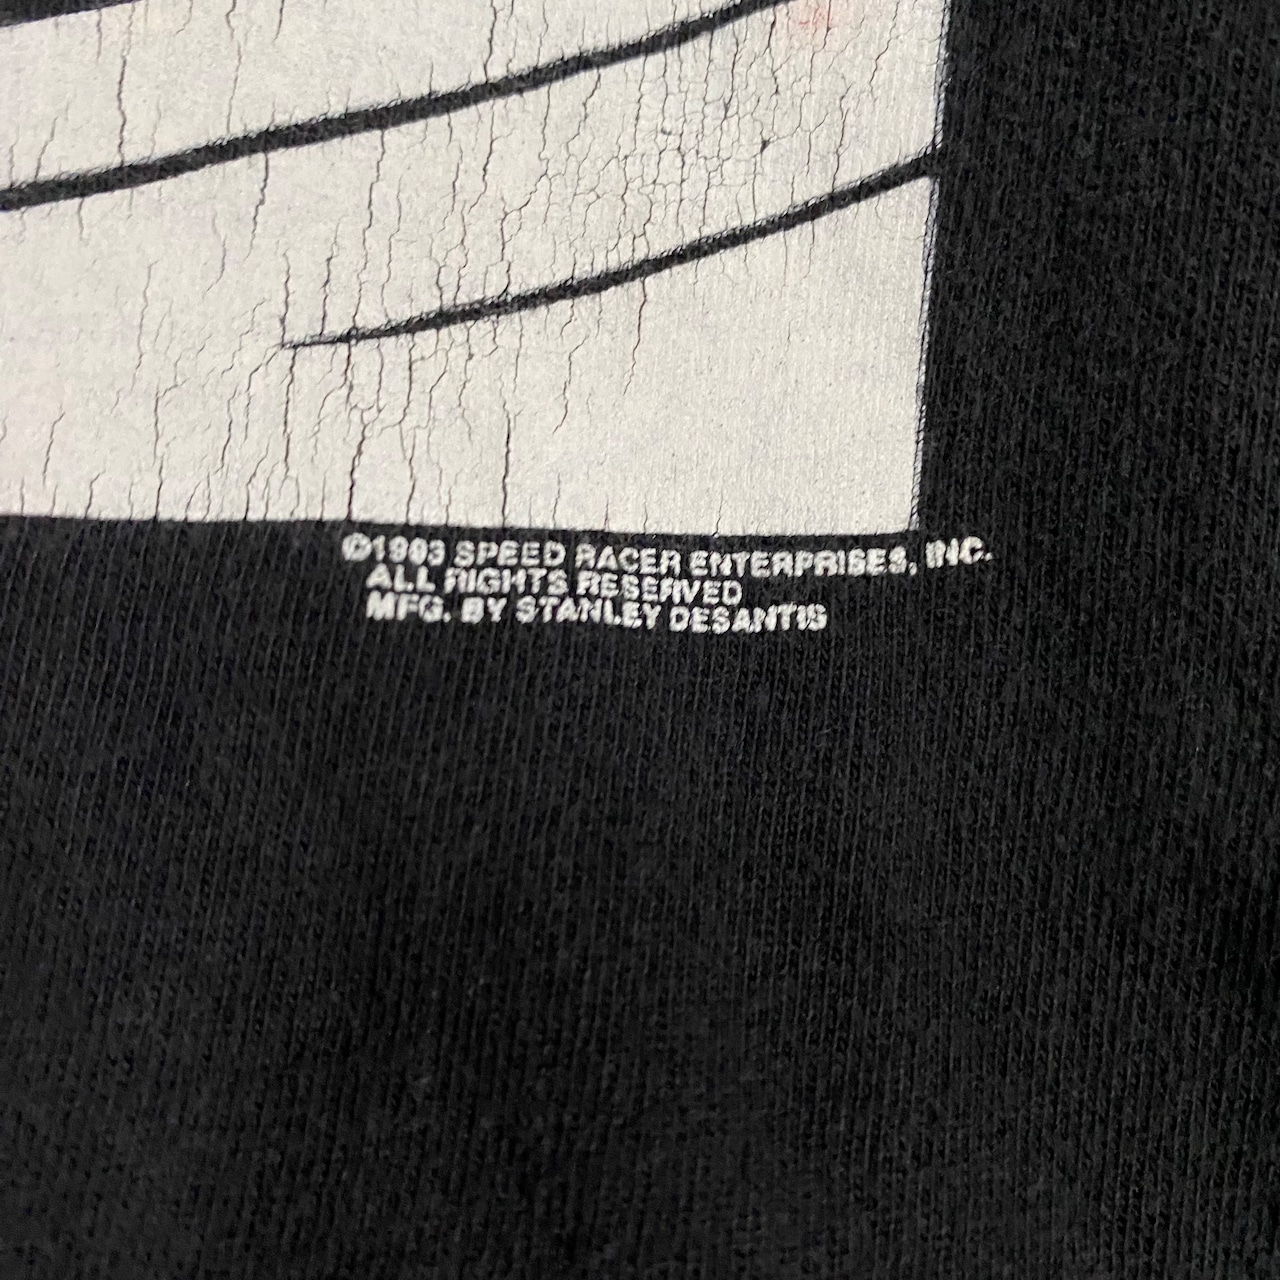 ©1993 SPEED RACER ENTERPRISES, INC.
ALL RIGHTS RESERVED
MFG. BY STANLEY DESANTIS